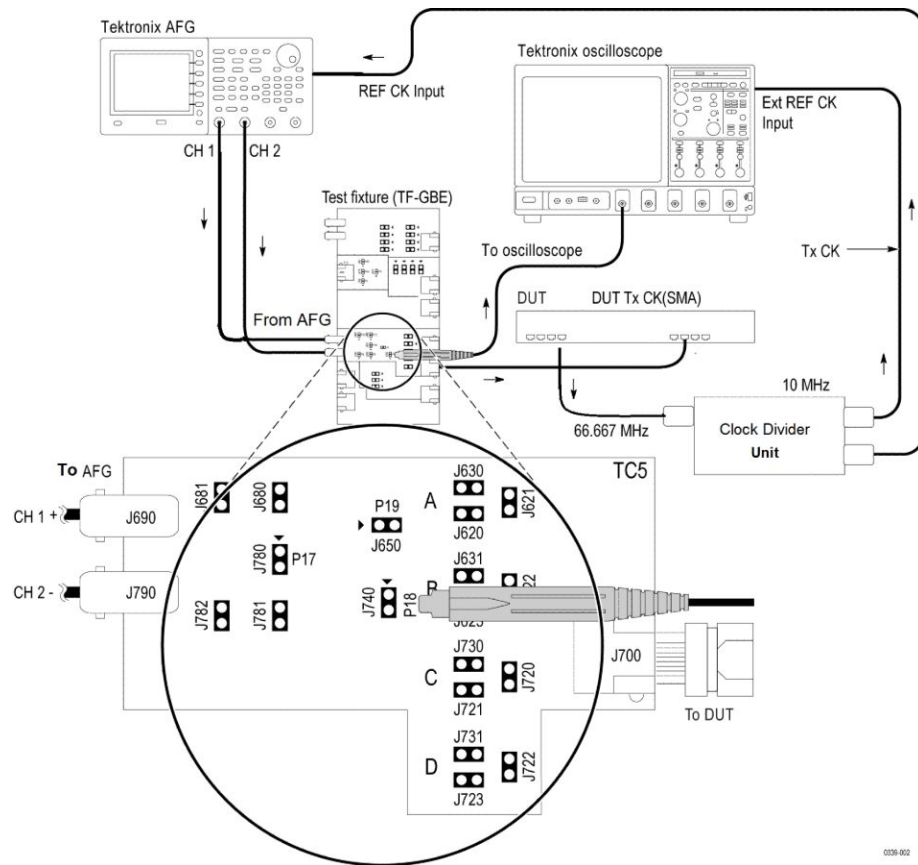 Tektronix AFG
REF CK Input
CH 1
CH 2
Tektronix oscilloscope
Ext REF CK
Input
Test fixture (TF-GBE)
To oscilloscope
Tx CK
From AFG
DUT
DUT Tx CK(SMA)
10 MHz
66.667 MHz
Clock Divider
Unit
To AFG
TC5
CH 1 +
J690
CH 2 -
J790
J681
J680
J780
P17
J782
J781
P19
J650
J740
P18
A
J630
J620
J621
B
J631
J700
To DUT
C
J730
J721
J720
D
J731
J723
J722
0339-002